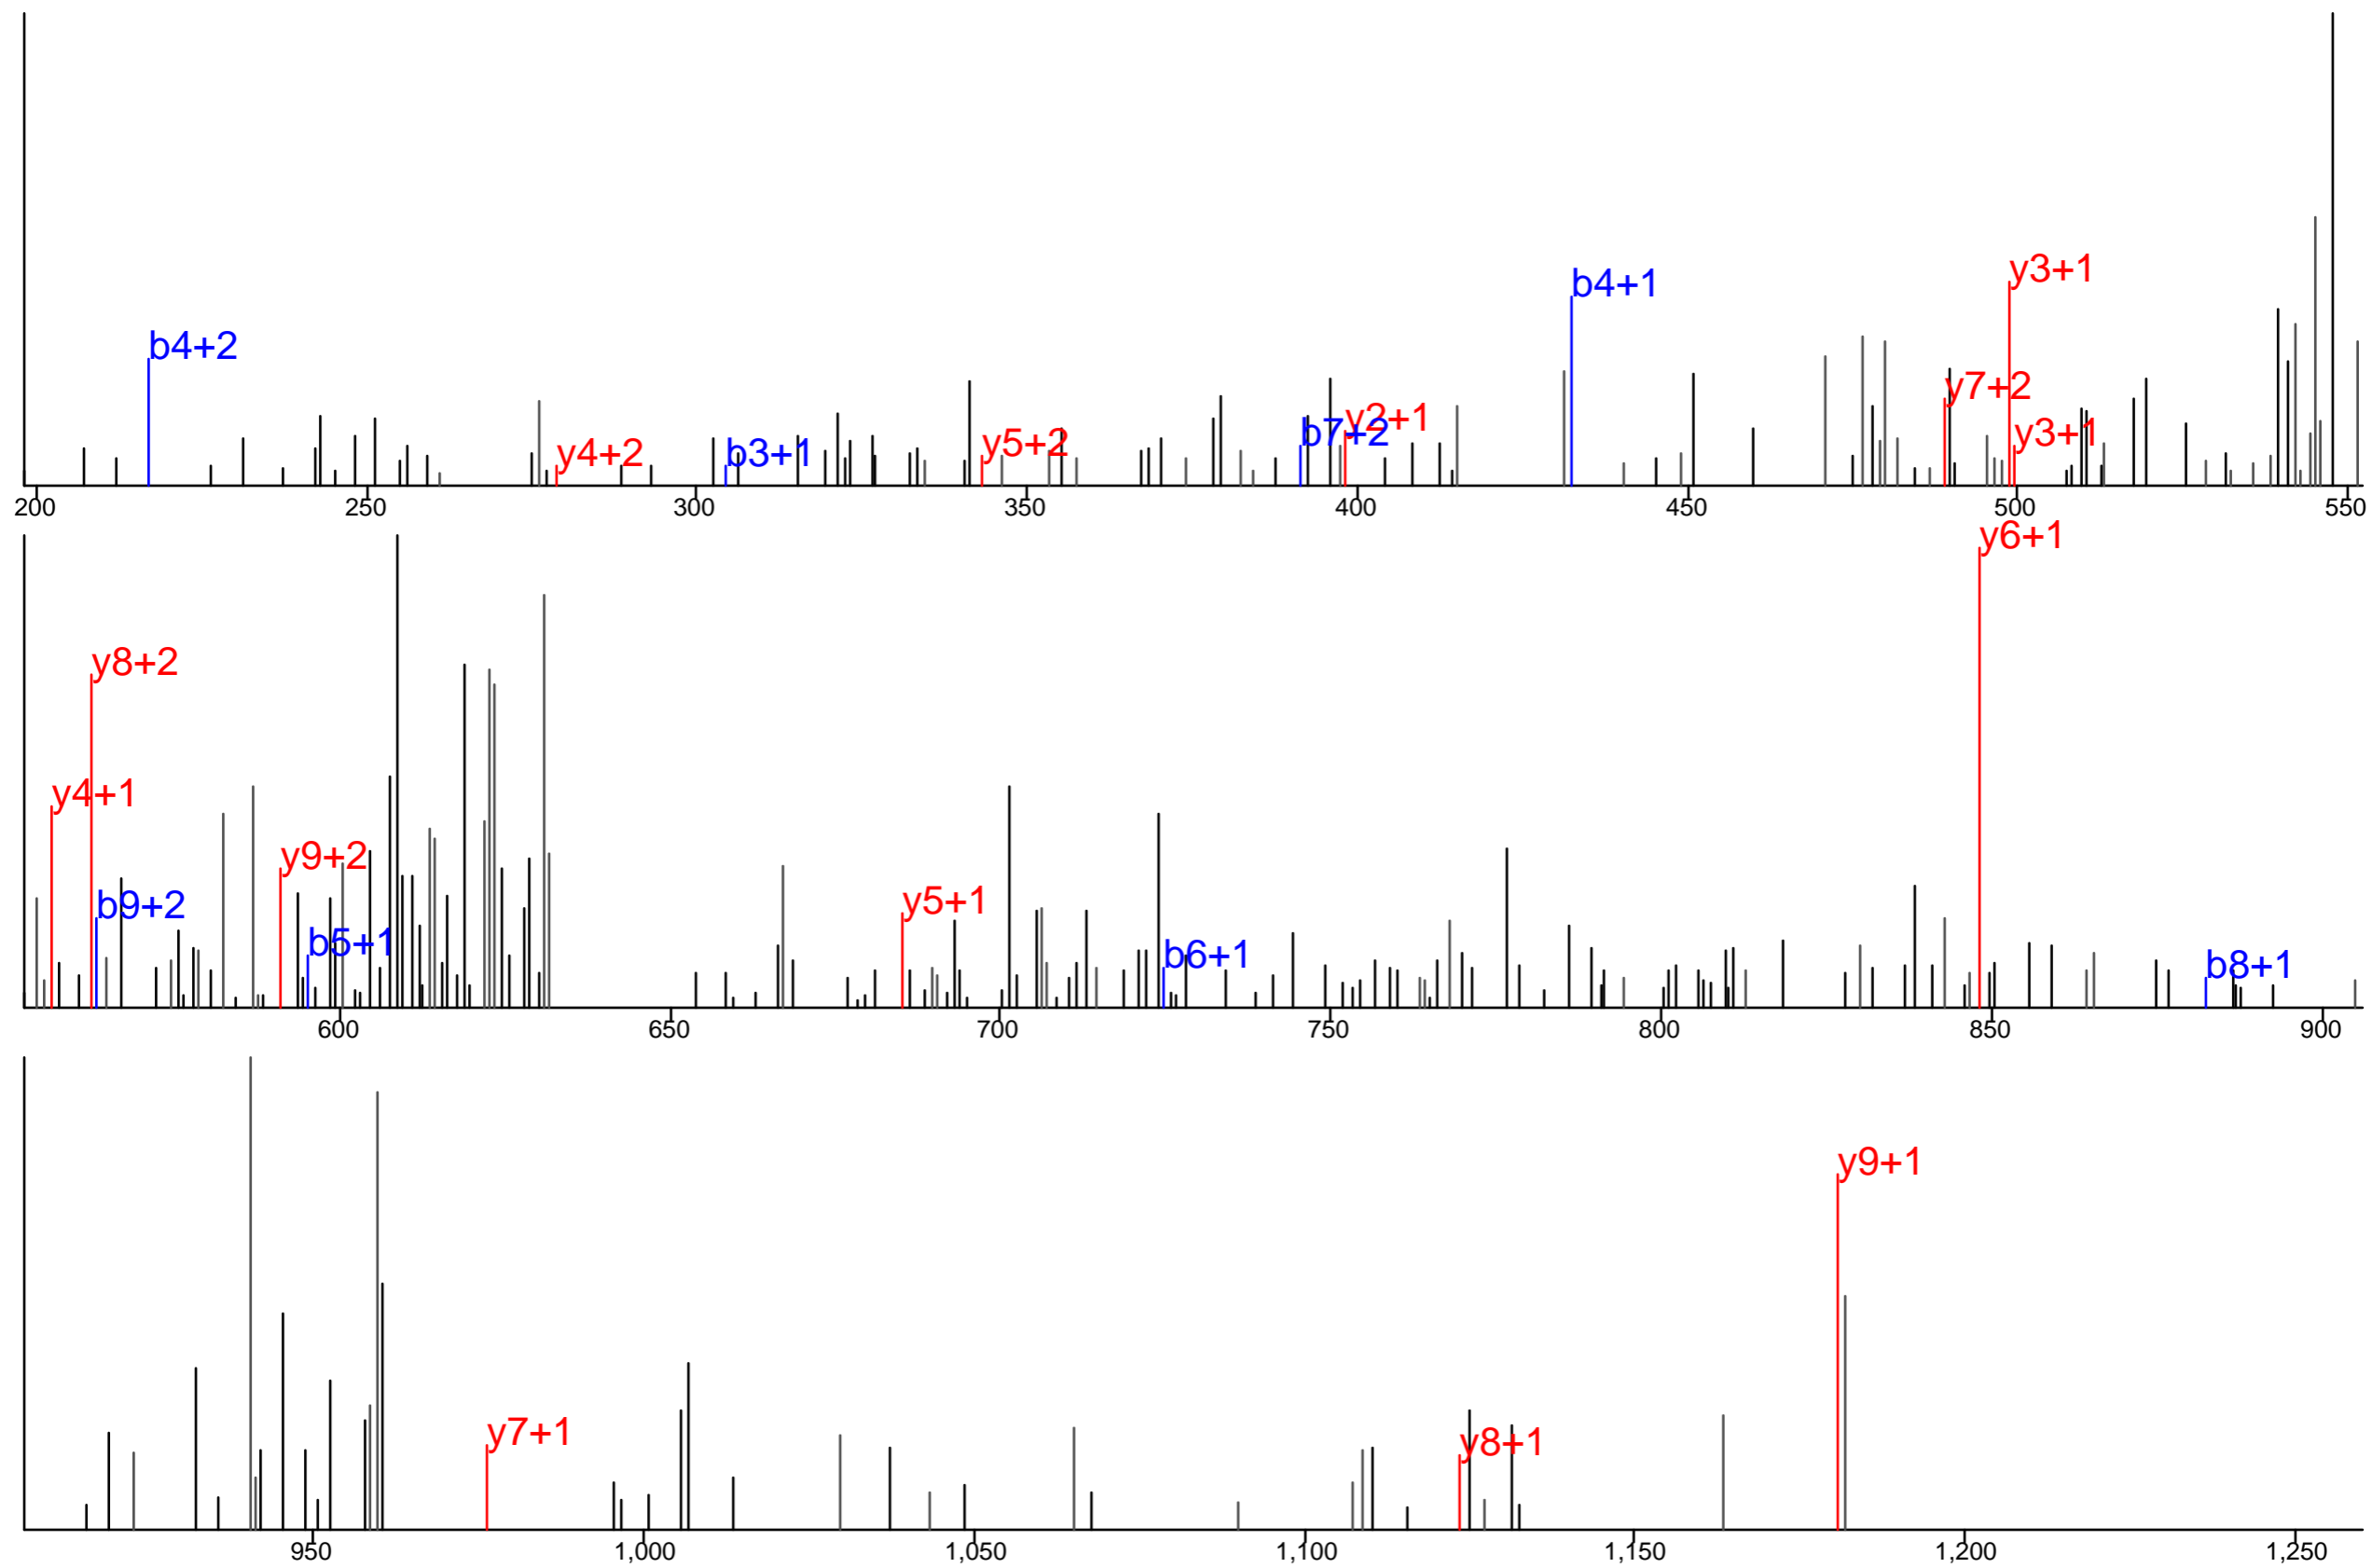 y3+1
b4+1
b4+2
y7+2
y2+1
b7+2
y3+1
y5+2
b3+1
y4+2
200 250 300 350 400 450 500 550
y6+1
y8+2
y4+1
y9+2
y5+1
b9+2
b5+1
b6+1
b8+1
600 650 700 750 800 850 900
y9+1
y7+1
y8+1
950 1,000 1,050 1,100 1,150 1,200 1,250